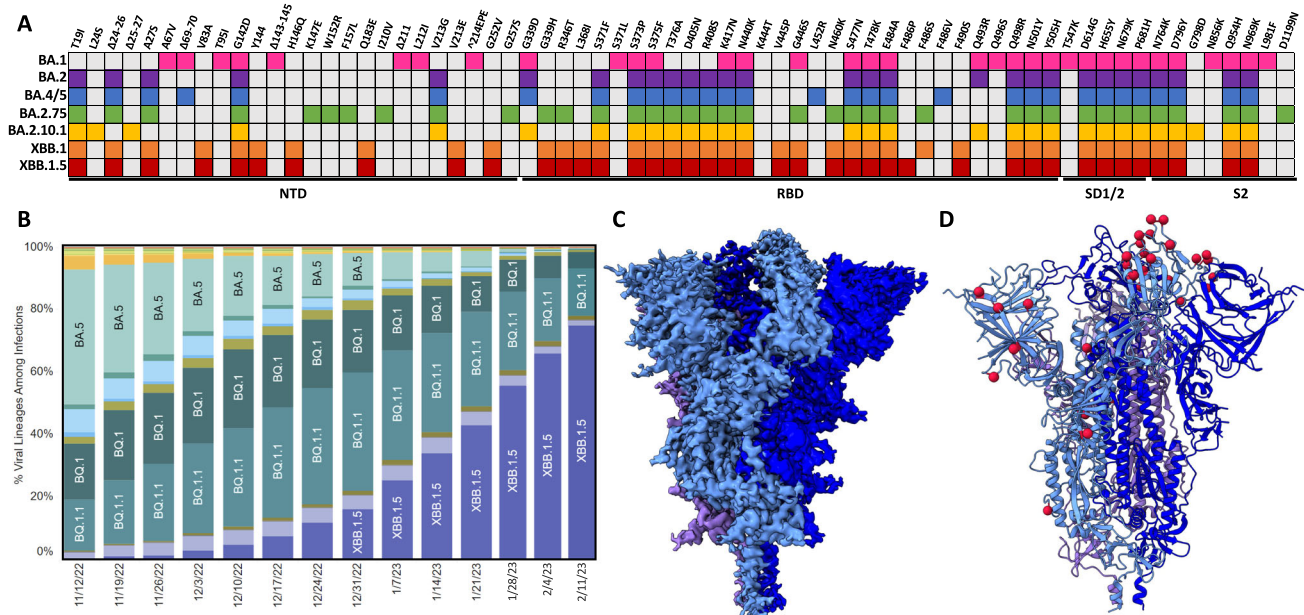 A
T19I L24S Δ24-26 Δ25-27 A27S A67V Δ69-70 V83A T95I G142D Y144 Δ143-145 H146Q K147E W152R F157L Q183E I210V Δ211 L212I V213G V213E ^214EPE G252V G257S G339D G339H R346T L368I S371F S371L S373P S375F T376A D405N R408S K417N N440K K444T V445P G446S L452R N460K S477N T478K E484A F486P F486S F486V F490S Q493R Q496S Q498R N501Y Y505H T547K D614G H655Y N679K P681H N764K D796Y G798D N856K Q954H N969K L981F D1199N
BA.1
BA.2
BA.4/5
BA.2.75
BA.2.10.1
XBB.1
XBB.1.5
NTD RBD SD1/2 S2
B C D
% Viral Lineages Among Infections
100%
80%
60%
40%
20%
0%
BA.5 BA.5 BA.5 BA.5 BA.5 BA.5 BA.5 BA.5
BQ.1 BQ.1 BQ.1 BQ.1 BQ.1 BQ.1 BQ.1 BQ.1 BQ.1 BQ.1 BQ.1 BQ.1 BQ.1
BQ.1.1 BQ.1.1 BQ.1.1 BQ.1.1 BQ.1.1 BQ.1.1 BQ.1.1 BQ.1.1 BQ.1.1 BQ.1.1 BQ.1.1 BQ.1.1 BQ.1.1 BQ.1.1
XBB.1.5 XBB.1.5 XBB.1.5 XBB.1.5 XBB.1.5 XBB.1.5 XBB.1.5
11/12/22 11/19/22 11/26/22 12/3/22 12/10/22 12/17/22 12/24/22 12/31/22 1/7/23 1/14/23 1/21/23 1/28/23 2/4/23 2/11/23